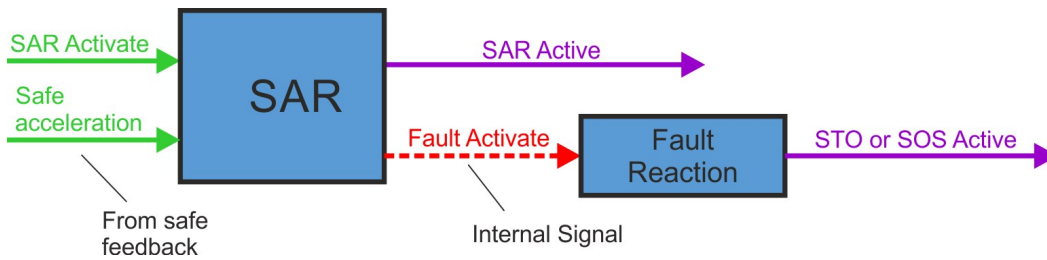 SAR Activate
Safe
acceleration
From safe
feedback
SAR
SAR Active
Fault Activate
Internal Signal
Fault
Reaction
STO or SOS Active